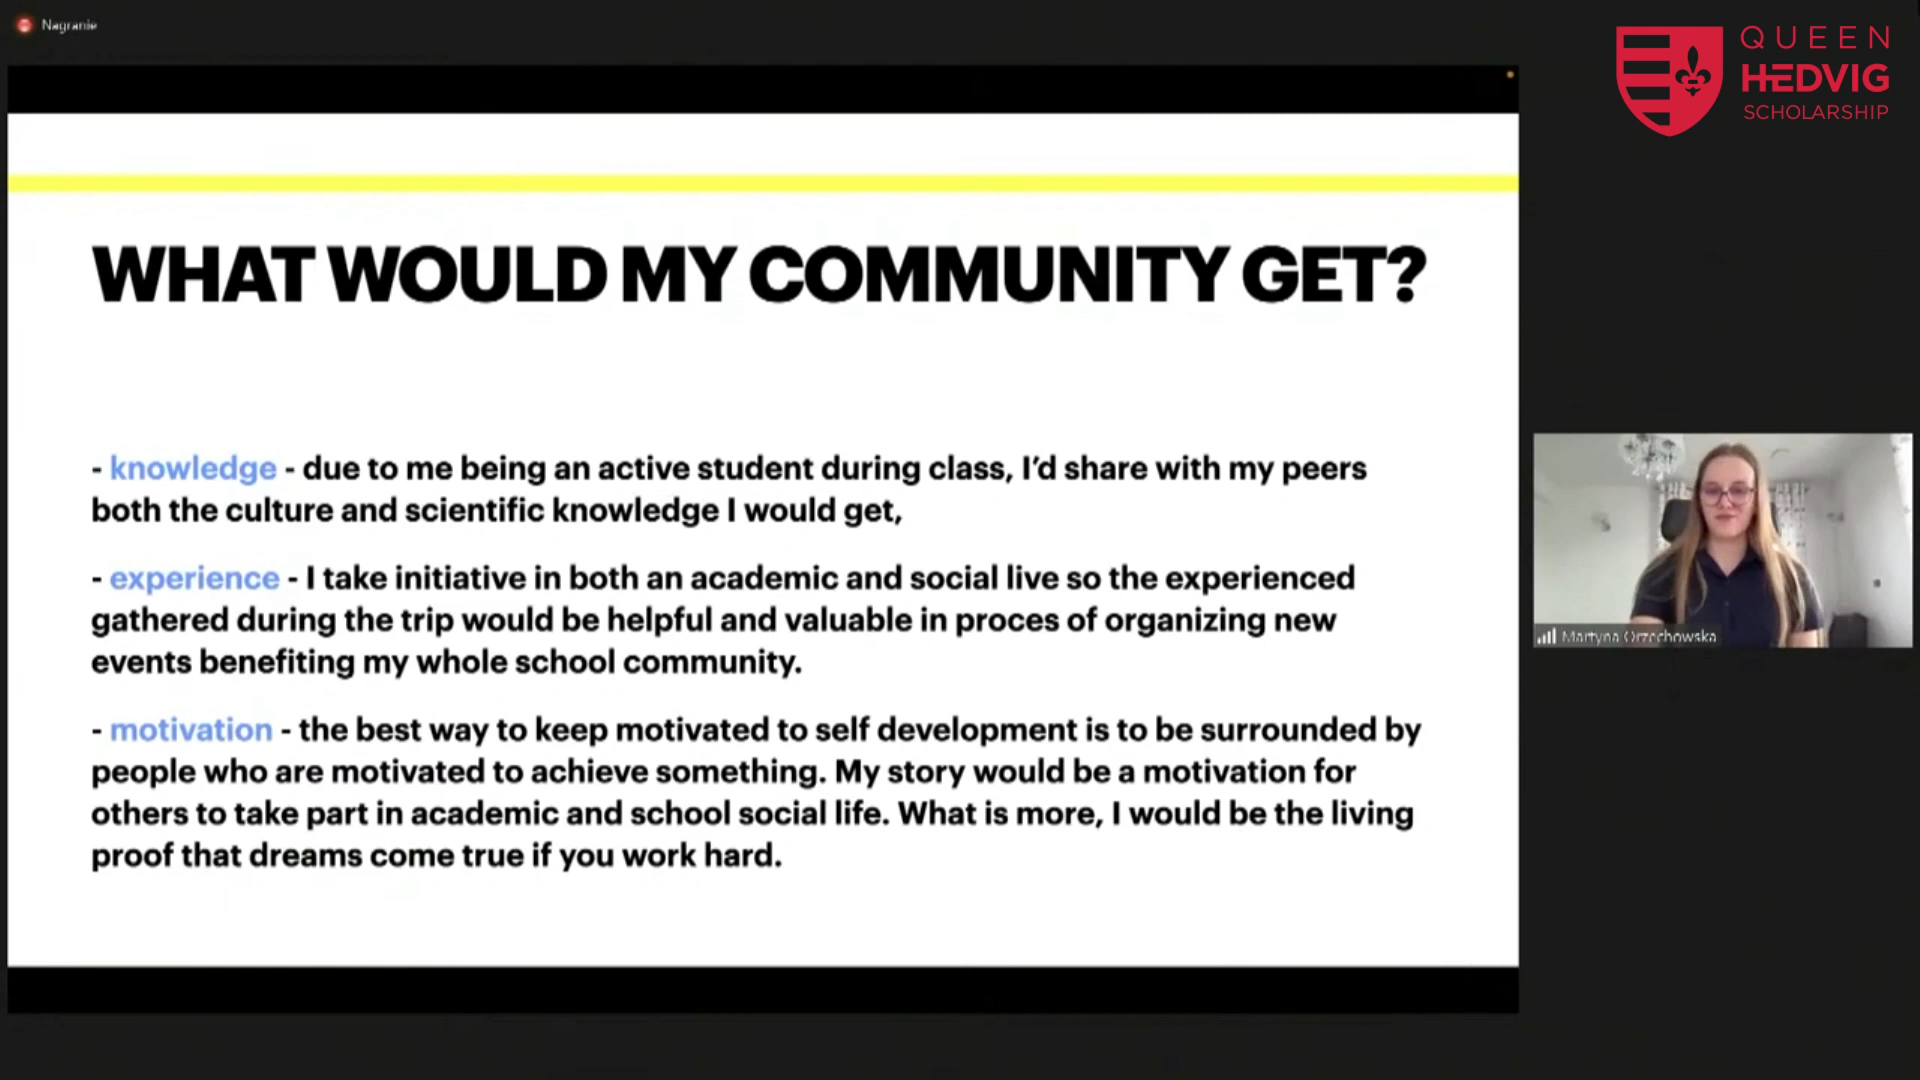 Nagranie
QUEEN
HEDVIG
SCHOLARSHIP
WHAT WOULD MY COMMUNITY GET?
- knowledge - due to me being an active student during class, I'd share with my peers
both the culture and scientific knowledge I would get,
- experience - I take initiative in both an academic and social live so the experienced
gathered during the trip would be helpful and valuable in proces of organizing new
events benefiting my whole school community.
- motivation - the best way to keep motivated to self development is to be surrounded by
people who are motivated to achieve something. My story would be a motivation for
others to take part in academic and school social life. What is more, I would be the living
proof that dreams come true if you work hard.
Martyna Orzechowska